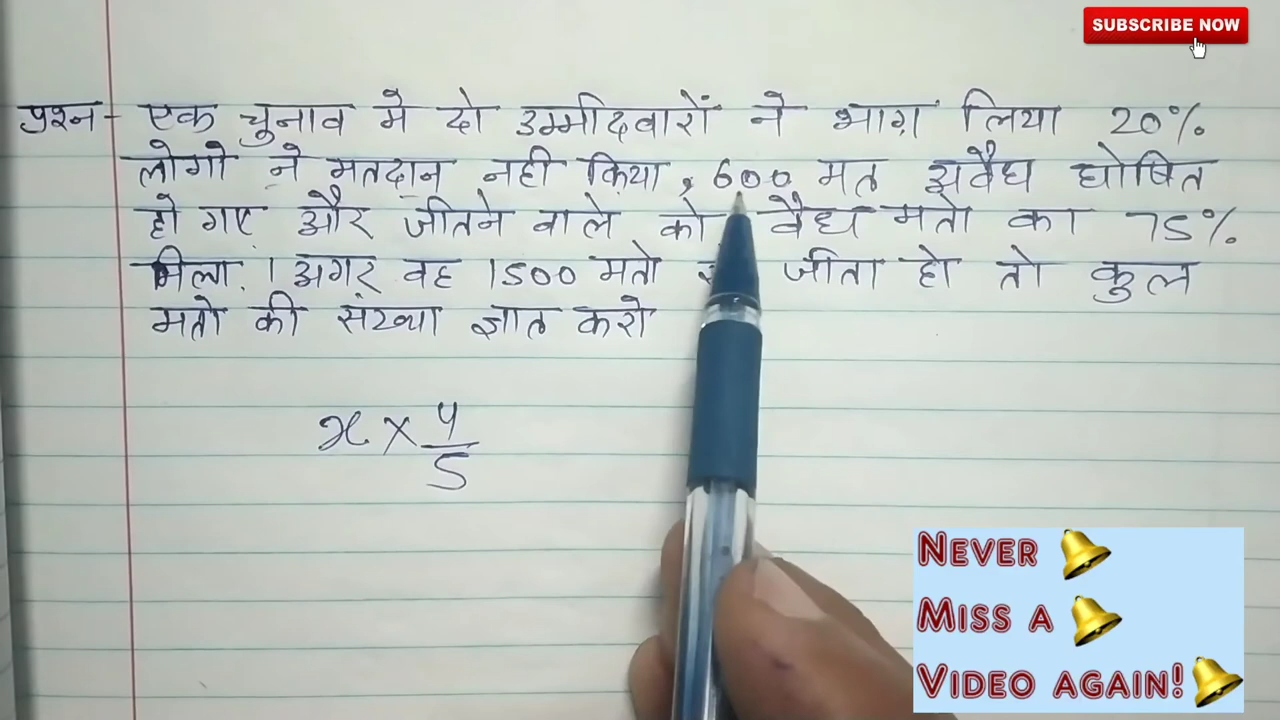 SUBSCRIBE NOW
प्रश्न- एक चुनाव मे दो उम्मीदवारों ने भाग लिया 20%
लोगो ने मतदान नही किया, 600 मत अवैध घोषित
हो गए और जीतने वाले को वैध मतो का 75%
मिला। अगर वह 1500 मतो जीता हो तो कुल
मतो की संख्या ज्ञात करो
x × 4/5
NEVER
MISS A
VIDEO AGAIN!